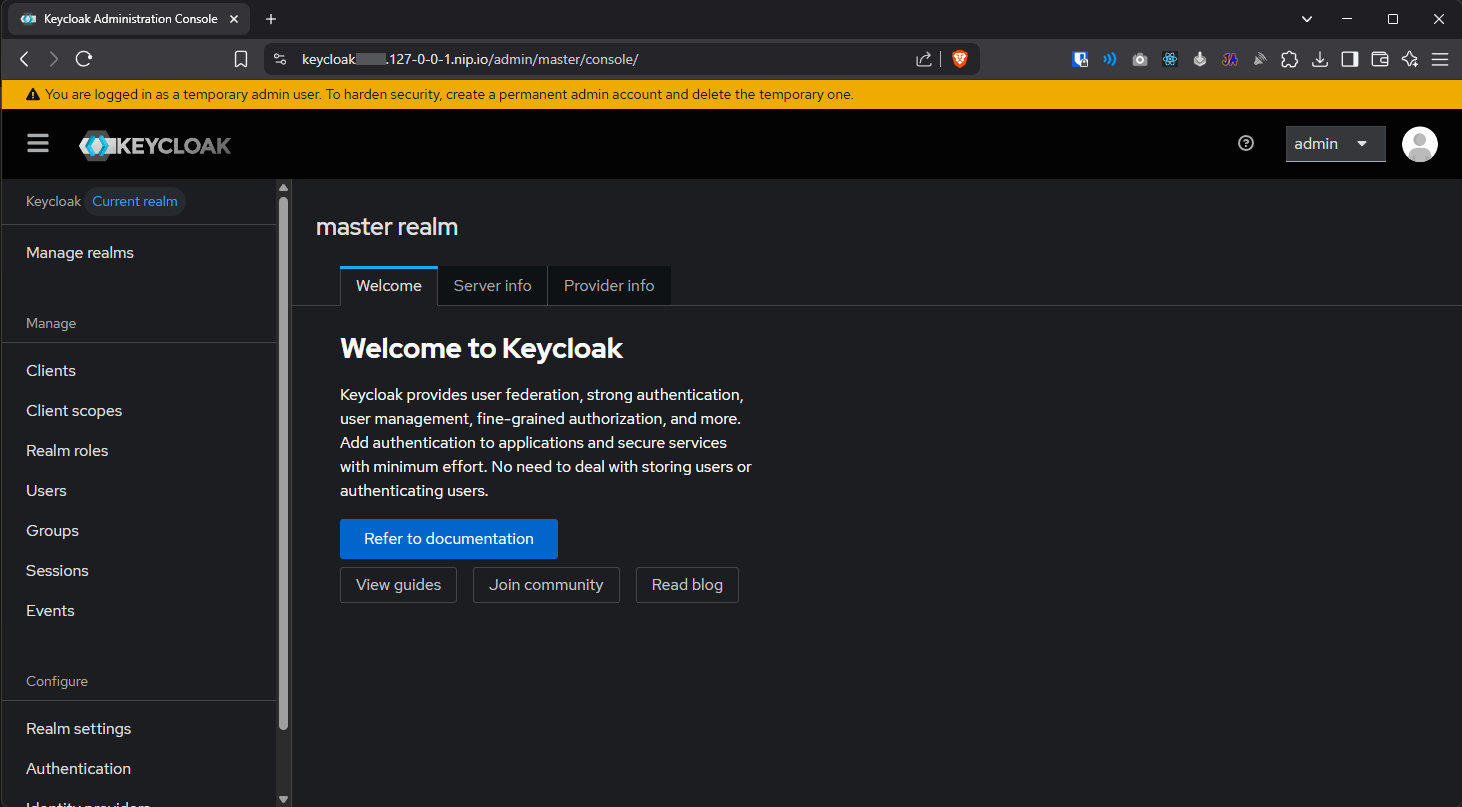 Keycloak Administration Console
keycloak .127-0-0-1.nip.io/admin/master/console/
You are logged in as a temporary admin user. To harden security, create a permanent admin account and delete the temporary one.
KEYCLOAK
admin
Keycloak Current realm
Manage realms
Manage
Clients
Client scopes
Realm roles
Users
Groups
Sessions
Events
Configure
Realm settings
Authentication
Identity providers
master realm
Welcome Server info Provider info
Welcome to Keycloak
Keycloak provides user federation, strong authentication,
user management, fine-grained authorization, and more.
Add authentication to applications and secure services
with minimum effort. No need to deal with storing users or
authenticating users.
Refer to documentation
View guides Join community Read blog